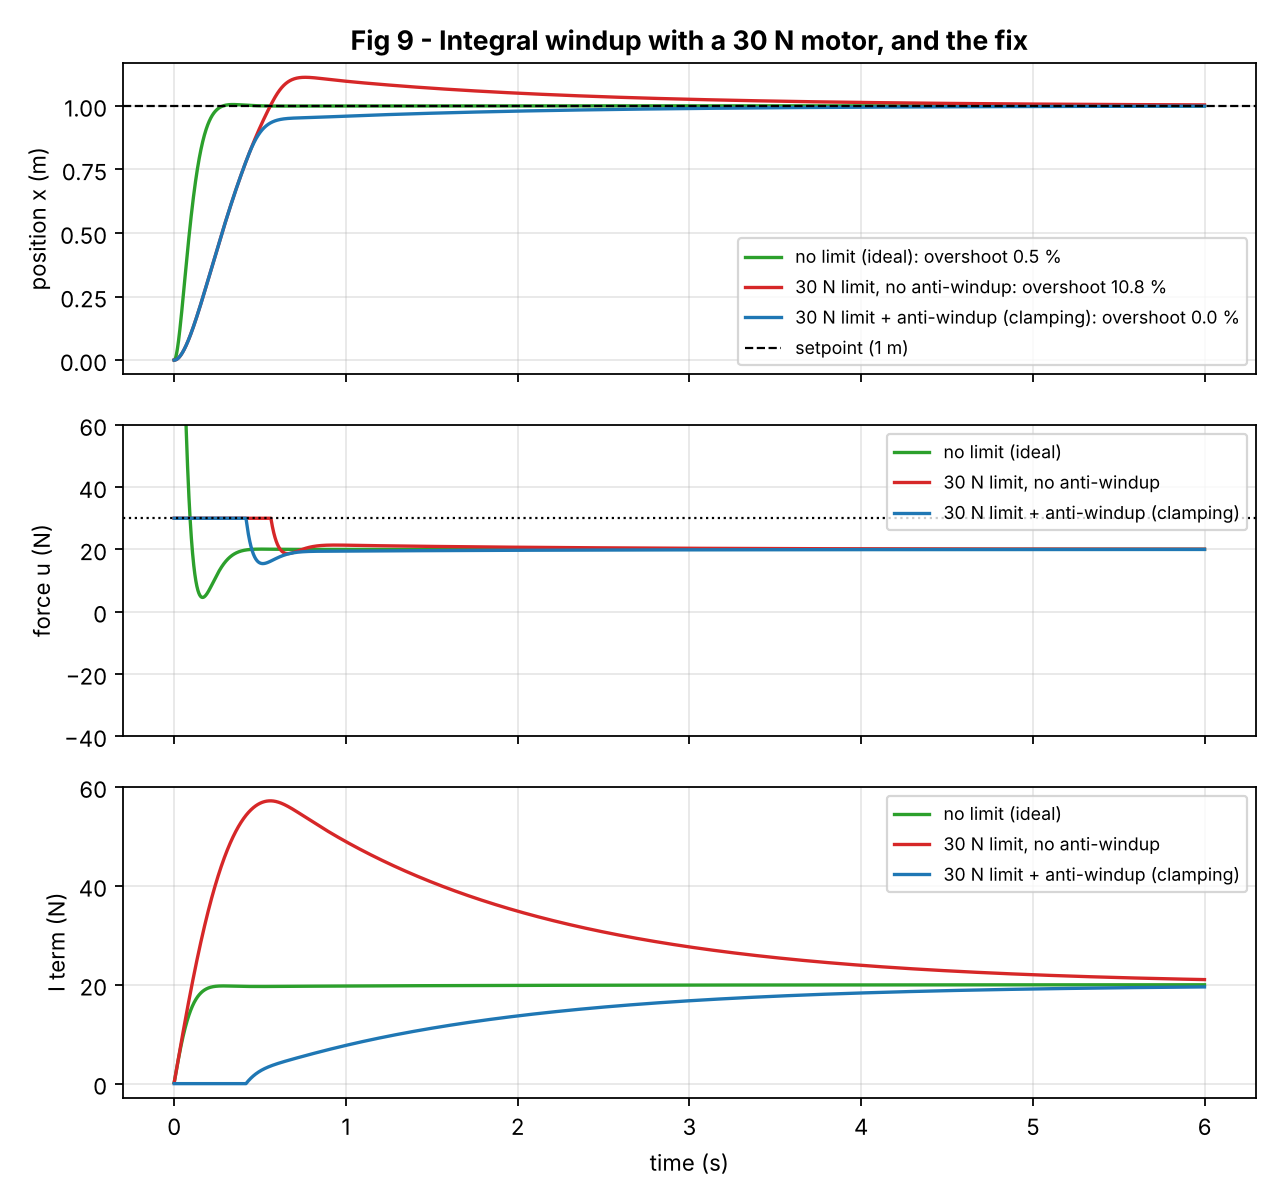 Fig 9 - Integral windup with a 30 N motor, and the fix
position x (m)
1.00
0.75
0.50
0.25
0.00
no limit (ideal): overshoot 0.5 %
30 N limit, no anti-windup: overshoot 10.8 %
30 N limit + anti-windup (clamping): overshoot 0.0 %
setpoint (1 m)
force u (N)
60
40
20
0
−20
−40
no limit (ideal)
30 N limit, no anti-windup
30 N limit + anti-windup (clamping)
I term (N)
60
40
20
0
no limit (ideal)
30 N limit, no anti-windup
30 N limit + anti-windup (clamping)
0 1 2 3 4 5 6
time (s)